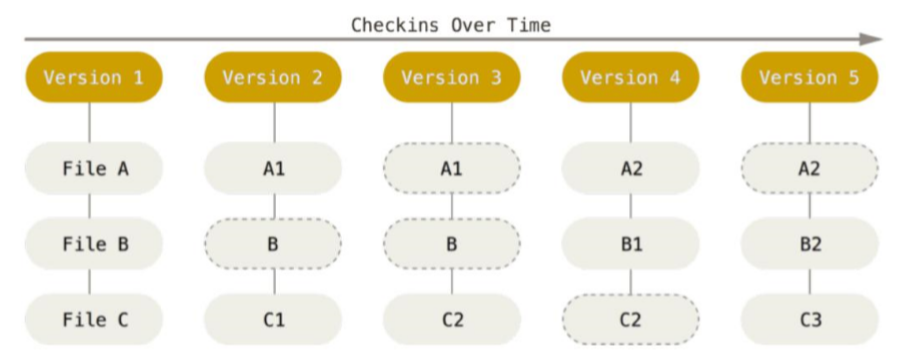 Checkins Over Time
Version 1 Version 2 Version 3 Version 4 Version 5
File A A1 A1 A2 A2
File B B B B1 B2
File C C1 C2 C2 C3